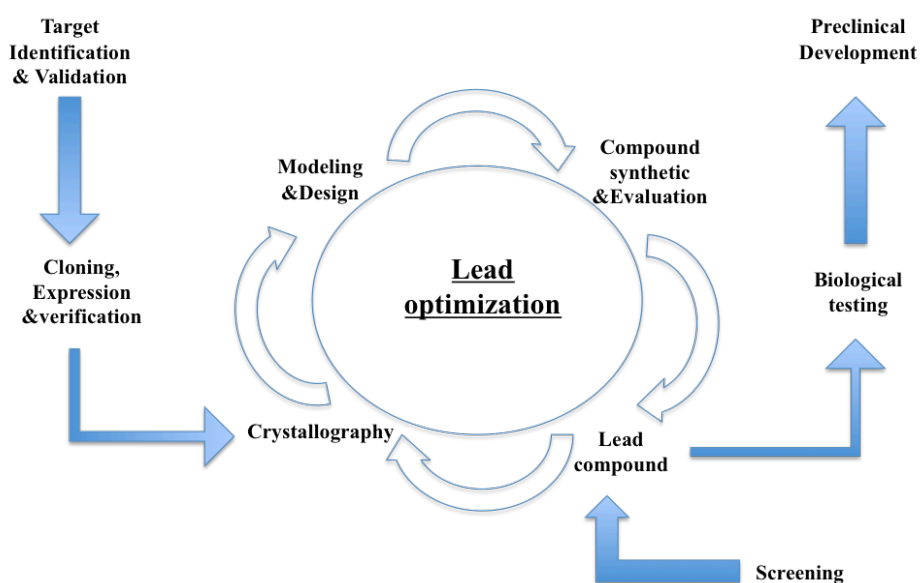 Target
Identification
& Validation
Cloning,
Expression
&verification
Crystallography
Modeling
&Design
Compound
synthetic
&Evaluation
Lead
optimization
Lead
compound
Screening
Biological
testing
Preclinical
Development